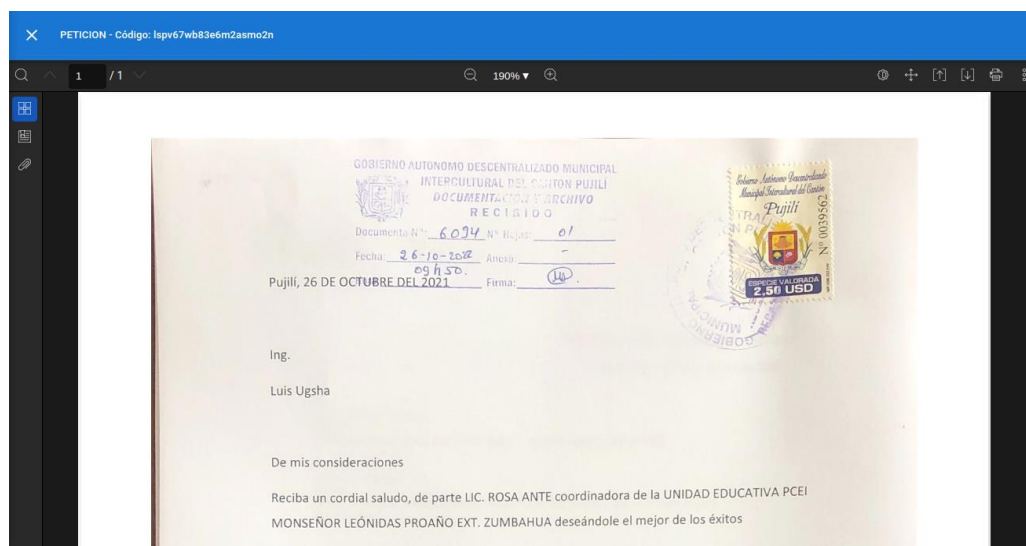 PETICION - Código: lspv67wb83e6m2asmo2n
1 / 1
190%
GOBIERNO AUTONOMO DESCENTRALIZADO MUNICIPAL
INTERCULTURAL DEL CANTON PUJILI
DOCUMENTACION Y ARCHIVO
RECIBIDO
Documento Nº: 6094 Nº Hojas: 01
Fecha: 26-10-2022 Anexo: -
09h50.
Firma:
Gobierno Autónomo Descentralizado
Municipal Intercultural del Cantón
Pujilí
Nº 0039562
ESPECIE VALORADA
2,50 USD
GOBIERNO
MUNICIPAL
Pujilí, 26 DE OCTUBRE DEL 2021
Ing.
Luis Ugsha
De mis consideraciones
Reciba un cordial saludo, de parte LIC. ROSA ANTE coordinadora de la UNIDAD EDUCATIVA PCEI
MONSEÑOR LEÓNIDAS PROAÑO EXT. ZUMBAHUA deseándole el mejor de los éxitos